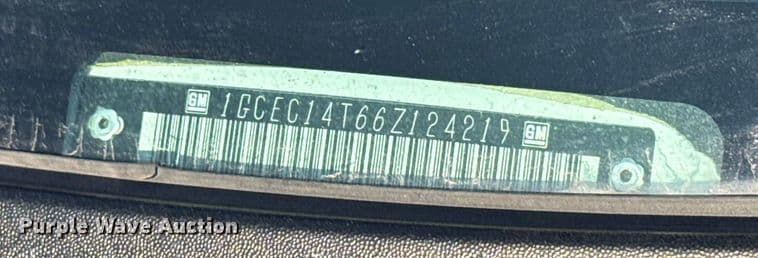 GM 1GCEC14T66Z124219 GM
Purple Wave Auction